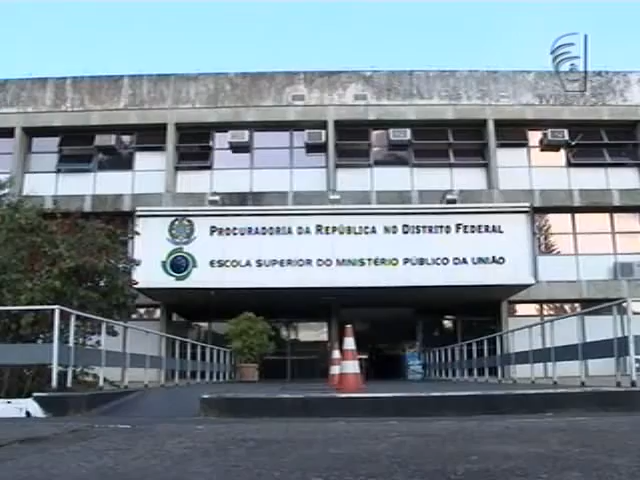 PROCURADORIA DA REPÚBLICA NO DISTRITO FEDERAL
ESCOLA SUPERIOR DO MINISTÉRIO PÚBLICO DA UNIÃO